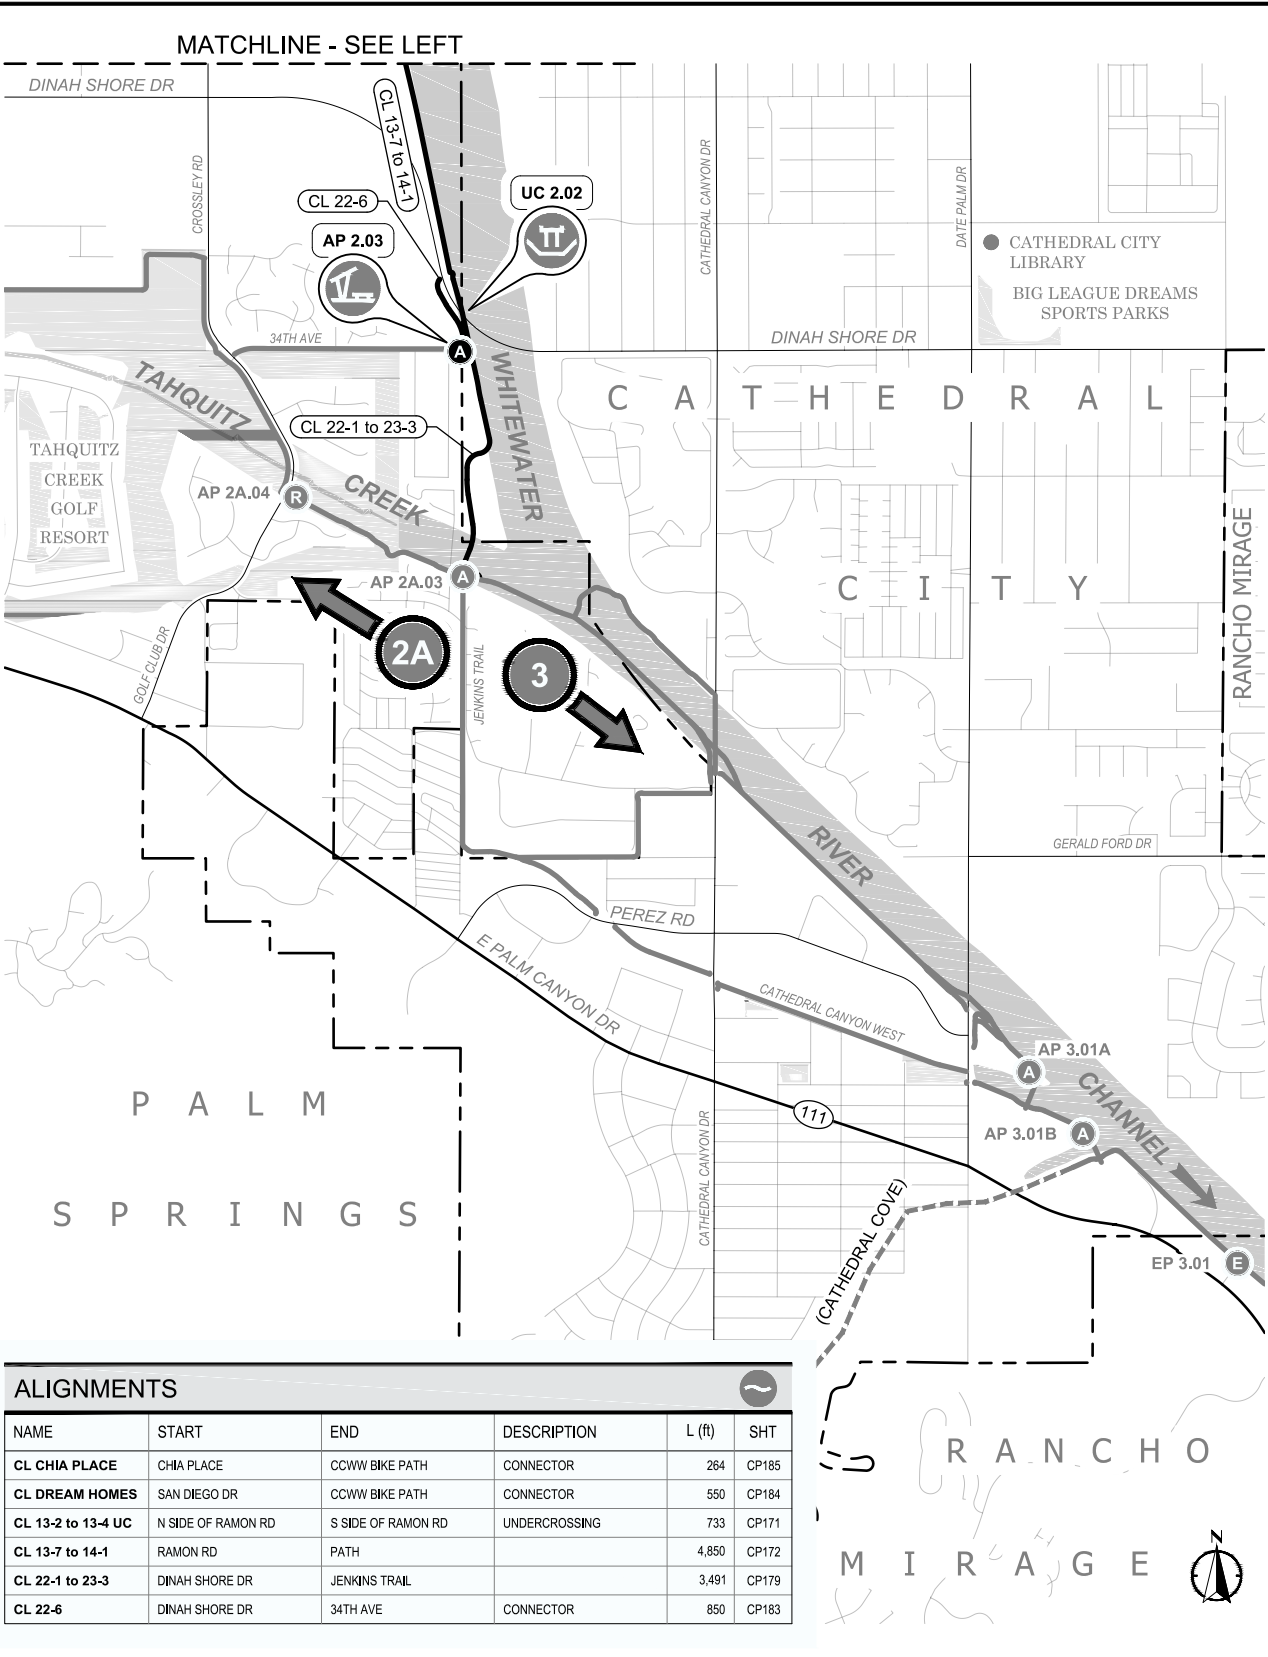 MATCHLINE - SEE LEFT
DINAH SHORE DR
CROSSLEY RD
CL 13-7 to 14-1
CL 22-6
UC 2.02
AP 2.03
CATHEDRAL CANYON DR
DATE PALM DR
CATHEDRAL CITY
LIBRARY
BIG LEAGUE DREAMS
SPORTS PARKS
34TH AVE
DINAH SHORE DR
A
TAHQUITZ
WHITEWATER
CATHEDRAL
CL 22-1 to 23-3
TAHQUITZ
CREEK
GOLF
RESORT
AP 2A.04
R
CREEK
RANCHO MIRAGE
AP 2A.03
A
CITY
GOLF CLUB DR
2A
JENKINS TRAIL
3
RIVER
GERALD FORD DR
PEREZ RD
E PALM CANYON DR
CATHEDRAL CANYON WEST
AP 3.01A
A
CHANNEL
PALM
111
CATHEDRAL CANYON DR
AP 3.01B
A
SPRINGS
(CATHEDRAL COVE)
EP 3.01
E
ALIGNMENTS
NAME START END DESCRIPTION L (ft) SHT
CL CHIA PLACE CHIA PLACE CCWW BIKE PATH CONNECTOR 264 CP185
CL DREAM HOMES SAN DIEGO DR CCWW BIKE PATH CONNECTOR 550 CP184
CL 13-2 to 13-4 UC N SIDE OF RAMON RD S SIDE OF RAMON RD UNDERCROSSING 733 CP171
CL 13-7 to 14-1 RAMON RD PATH 4,850 CP172
CL 22-1 to 23-3 DINAH SHORE DR JENKINS TRAIL 3,491 CP179
CL 22-6 DINAH SHORE DR 34TH AVE CONNECTOR 850 CP183
RANCHO
MIRAGE
N